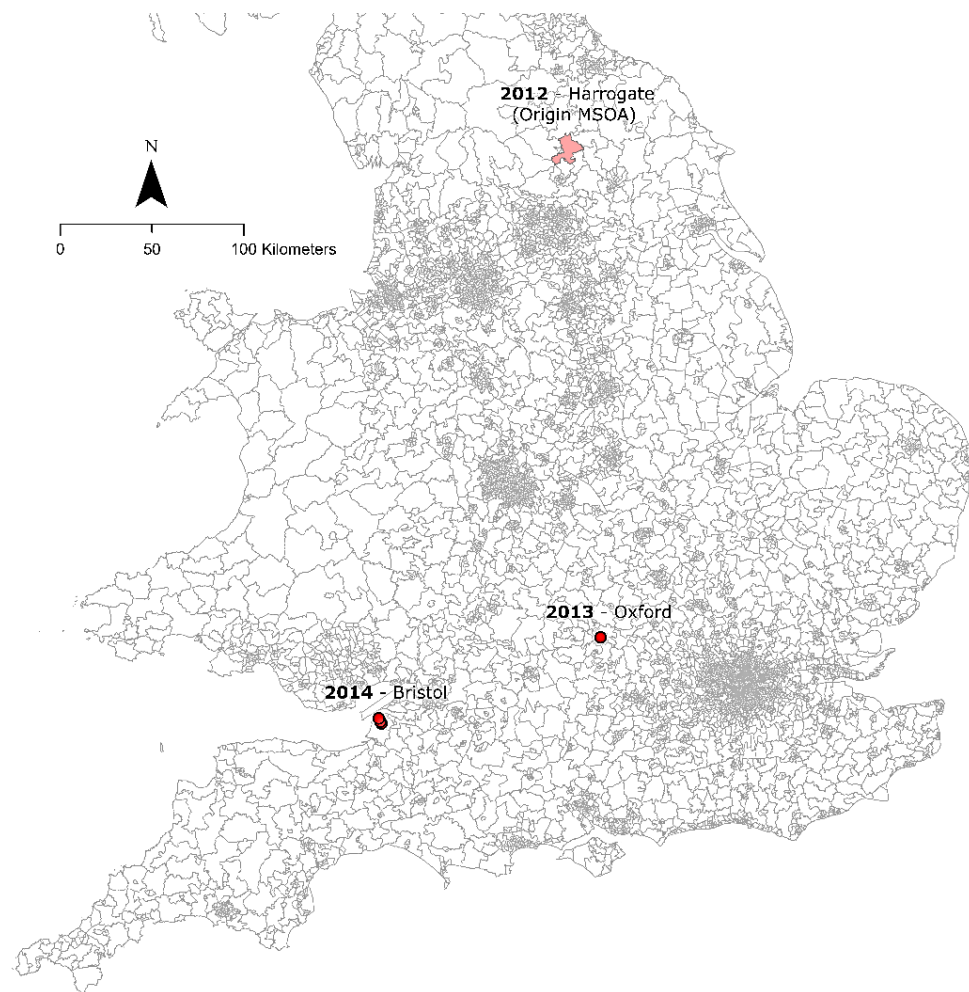 2012 - Harrogate
(Origin MSOA)
N
0 50 100 Kilometers
2013 - Oxford
2014 - Bristol